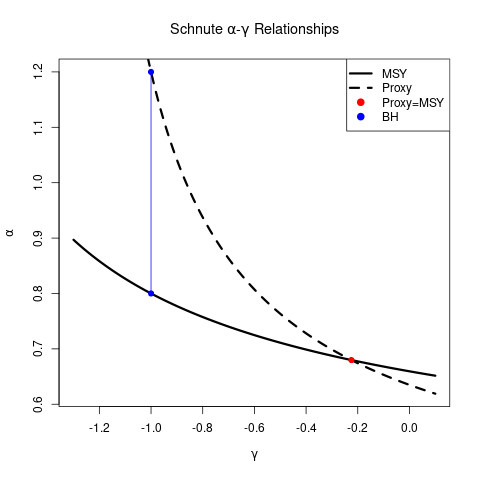 Schnute α-γ Relationships
MSY
Proxy
Proxy=MSY
BH
α
1.2
1.1
1.0
0.9
0.8
0.7
0.6
-1.2 -1.0 -0.8 -0.6 -0.4 -0.2 0.0
γ